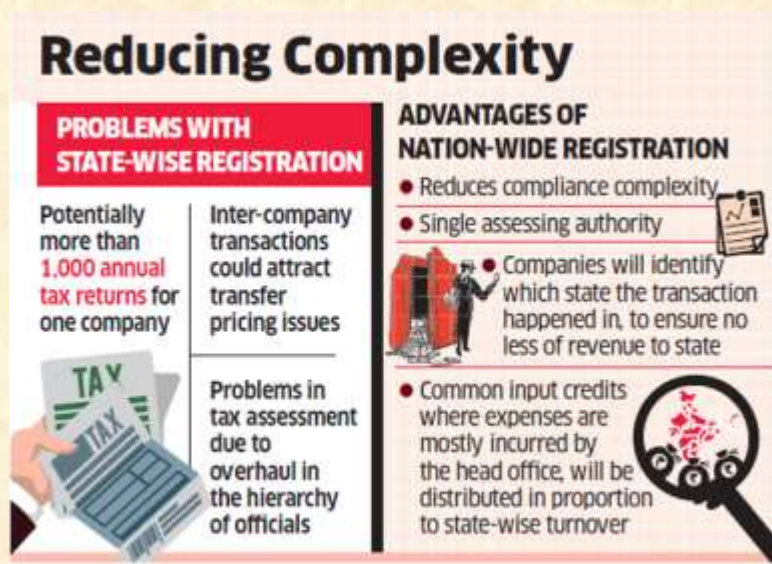 Reducing Complexity
PROBLEMS WITH
STATE-WISE REGISTRATION
Potentially
more than
1,000 annual
tax returns for
one company
Inter-company
transactions
could attract
transfer
pricing issues
Problems in
tax assessment
due to
overhaul in
the hierarchy
of officials
TAX
TAX
ADVANTAGES OF
NATION-WIDE REGISTRATION
• Reduces compliance complexity
• Single assessing authority
• Companies will identify
which state the transaction
happened in, to ensure no
less of revenue to state
• Common input credits
where expenses are
mostly incurred by
the head office, will be
distributed in proportion
to state-wise turnover